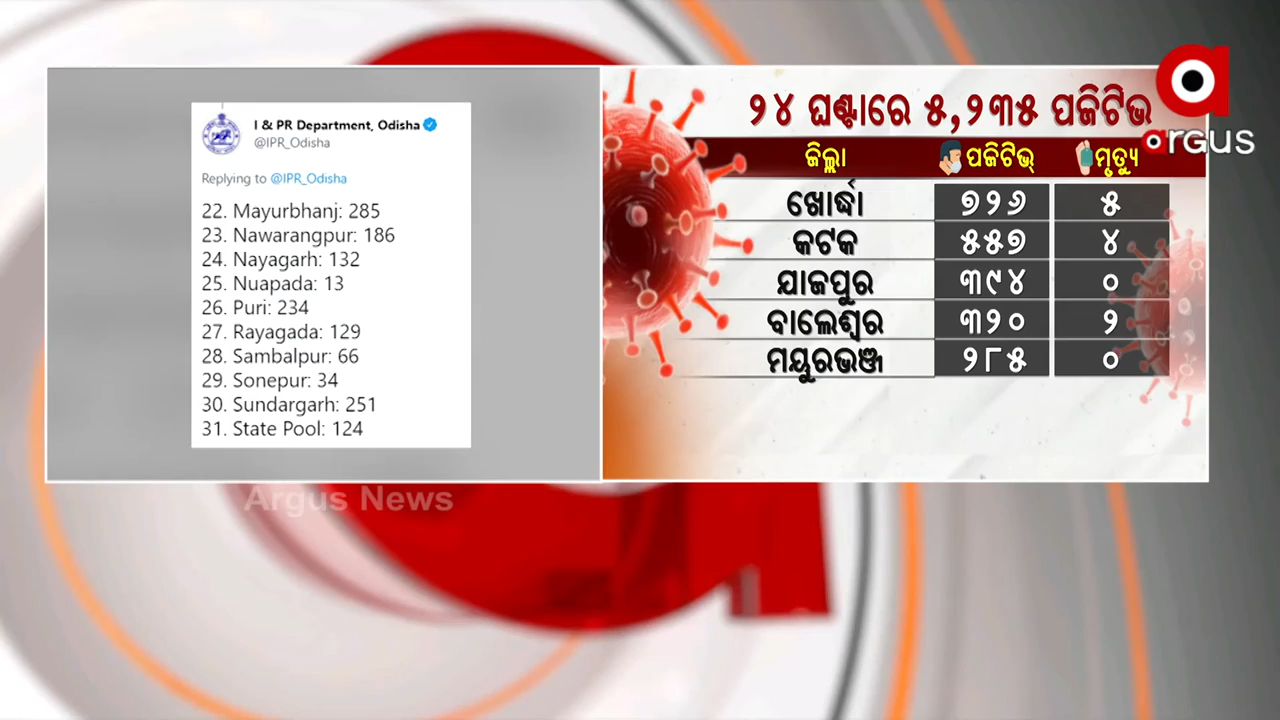 I & PR Department, Odisha
@IPR_Odisha
Replying to @IPR_Odisha
22. Mayurbhanj: 285
23. Nawarangpur: 186
24. Nayagarh: 132
25. Nuapada: 13
26. Puri: 234
27. Rayagada: 129
28. Sambalpur: 66
29. Sonepur: 34
30. Sundargarh: 251
31. State Pool: 124
Argus News
୨୪ ଘଣ୍ଟାରେ ୫,୨୩୫ ପଜିଟିଭ
argus
ଜିଲ୍ଲା ପଜିଟିଭ୍ ମୃତ୍ୟୁ
ଖୋର୍ଦ୍ଧା ୭୨୬ ୫
କଟକ ୫୫୭ ୪
ଯାଜପୁର ୩୯୪ ୦
ବାଲେଶ୍ୱର ୩୨୦ ୨
ମୟୁରଭଞ୍ଜ ୨୮୫ ୦